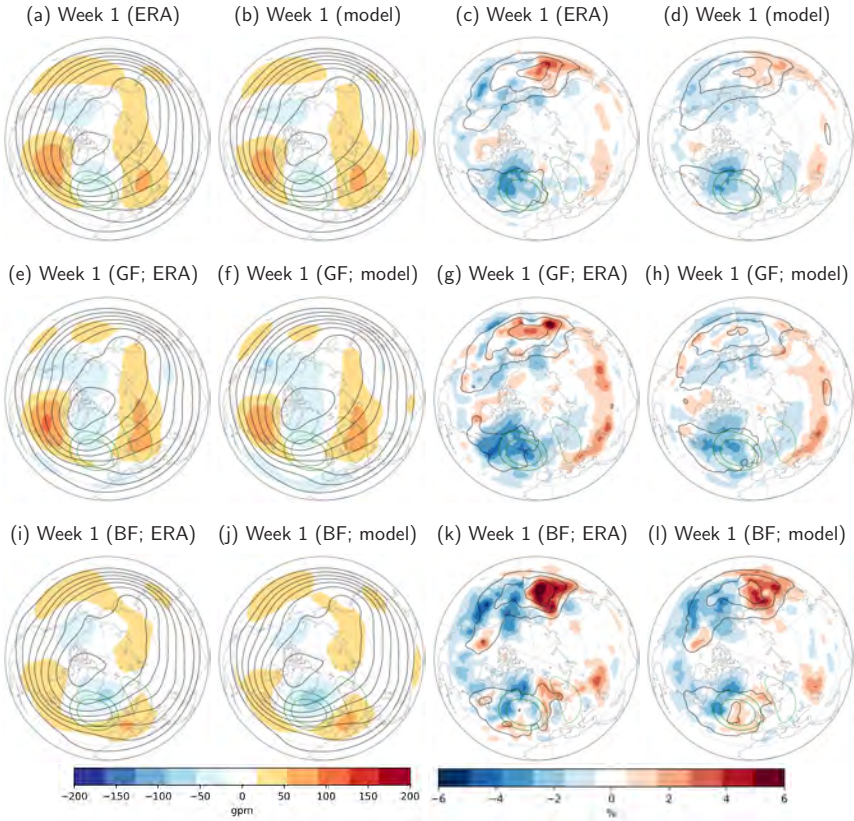 (a) Week 1 (ERA) (b) Week 1 (model) (c) Week 1 (ERA) (d) Week 1 (model)
(e) Week 1 (GF; ERA) (f) Week 1 (GF; model) (g) Week 1 (GF; ERA) (h) Week 1 (GF; model)
(i) Week 1 (BF; ERA) (j) Week 1 (BF; model) (k) Week 1 (BF; ERA) (l) Week 1 (BF; model)
−200 −150 −100 −50 0 50 100 150 200 −6 −4 −2 0 2 4 6
gpm %